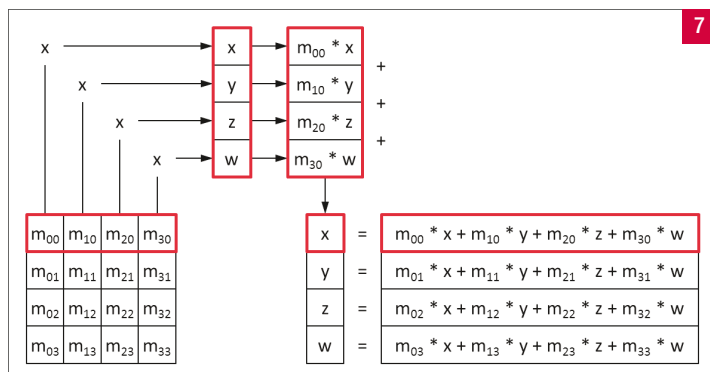 7
x x m₀₀ * x
+
x y m₁₀ * y
+
x z m₂₀ * z
+
x w m₃₀ * w
m₀₀ m₁₀ m₂₀ m₃₀ x = m₀₀ * x + m₁₀ * y + m₂₀ * z + m₃₀ * w
m₀₁ m₁₁ m₂₁ m₃₁ y = m₀₁ * x + m₁₁ * y + m₂₁ * z + m₃₁ * w
m₀₂ m₁₂ m₂₂ m₃₂ z = m₀₂ * x + m₁₂ * y + m₂₂ * z + m₃₂ * w
m₀₃ m₁₃ m₂₃ m₃₃ w = m₀₃ * x + m₁₃ * y + m₂₃ * z + m₃₃ * w